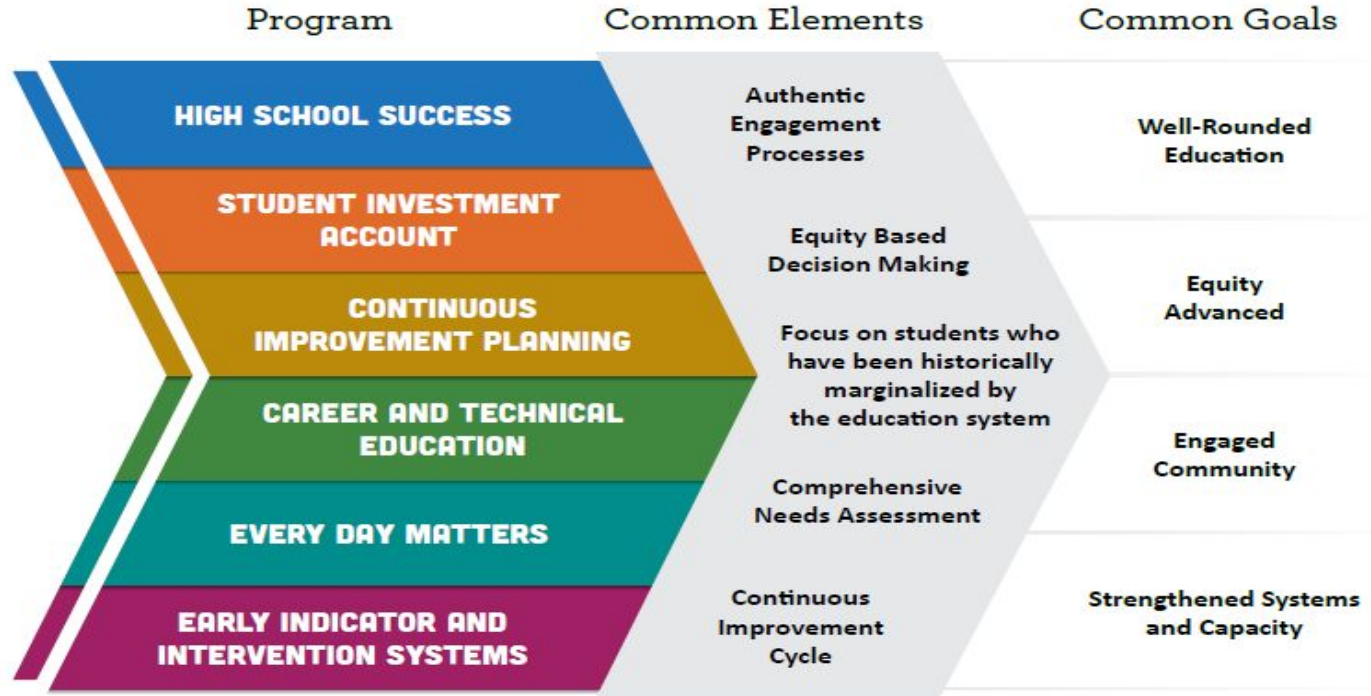 Program
Common Elements
Common Goals
HIGH SCHOOL SUCCESS
STUDENT INVESTMENT
ACCOUNT
CONTINUOUS
IMPROVEMENT PLANNING
CAREER AND TECHNICAL
EDUCATION
EVERY DAY MATTERS
EARLY INDICATOR AND
INTERVENTION SYSTEMS
Authentic
Engagement
Processes
Equity Based
Decision Making
Focus on students who
have been historically
marginalized by
the education system
Comprehensive
Needs Assessment
Continuous
Improvement
Cycle
Well-Rounded
Education
Equity
Advanced
Engaged
Community
Strengthened Systems
and Capacity